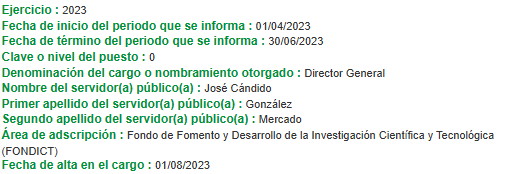 Ejercicio : 2023
Fecha de inicio del periodo que se informa : 01/04/2023
Fecha de término del periodo que se informa : 30/06/2023
Clave o nivel del puesto : 0
Denominación del cargo o nombramiento otorgado : Director General
Nombre del servidor(a) público(a) : José Cándido
Primer apellido del servidor(a) público(a) : González
Segundo apellido del servidor(a) público(a) : Mercado
Área de adscripción : Fondo de Fomento y Desarrollo de la Investigación Científica y Tecnológica
(FONDICT)
Fecha de alta en el cargo : 01/08/2023